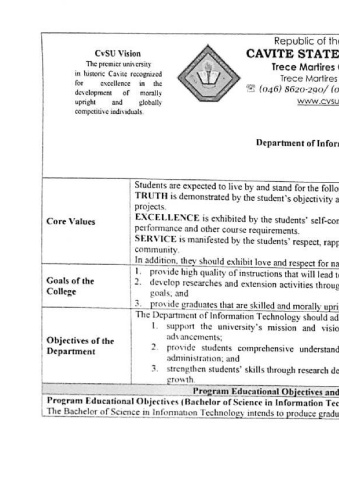 CvSU Vision
The premier university
in historic Cavite recognized
for excellence in the
development of morally
upright and globally
competitive individuals.
Republic of th
CAVITE STATE
Trece Martires
Trece Martires
(046) 8620-290/ (0
www.cvsu
Department of Infor
Core Values
Students are expected to live by and stand for the follo
TRUTH is demonstrated by the student's objectivity a
projects.
EXCELLENCE is exhibited by the students' self-con
performance and other course requirements.
SERVICE is manifested by the students' respect, rapp
community.
In addition, they should exhibit love and respect for na
Goals of the
College
1. provide high quality of instructions that will lead t
2. develop researches and extension activities throug
goals; and
3. provide graduates that are skilled and morally upri
Objectives of the
Department
The Department of Information Technology should ad
1. support the university's mission and visio
advancements;
2. provide students comprehensive understand
administration; and
3. strengthen students' skills through research de
growth.
Program Educational Objectives and
Program Educational Objectives (Bachelor of Science in Information Tec
The Bachelor of Science in Information Technology intends to produce gradu